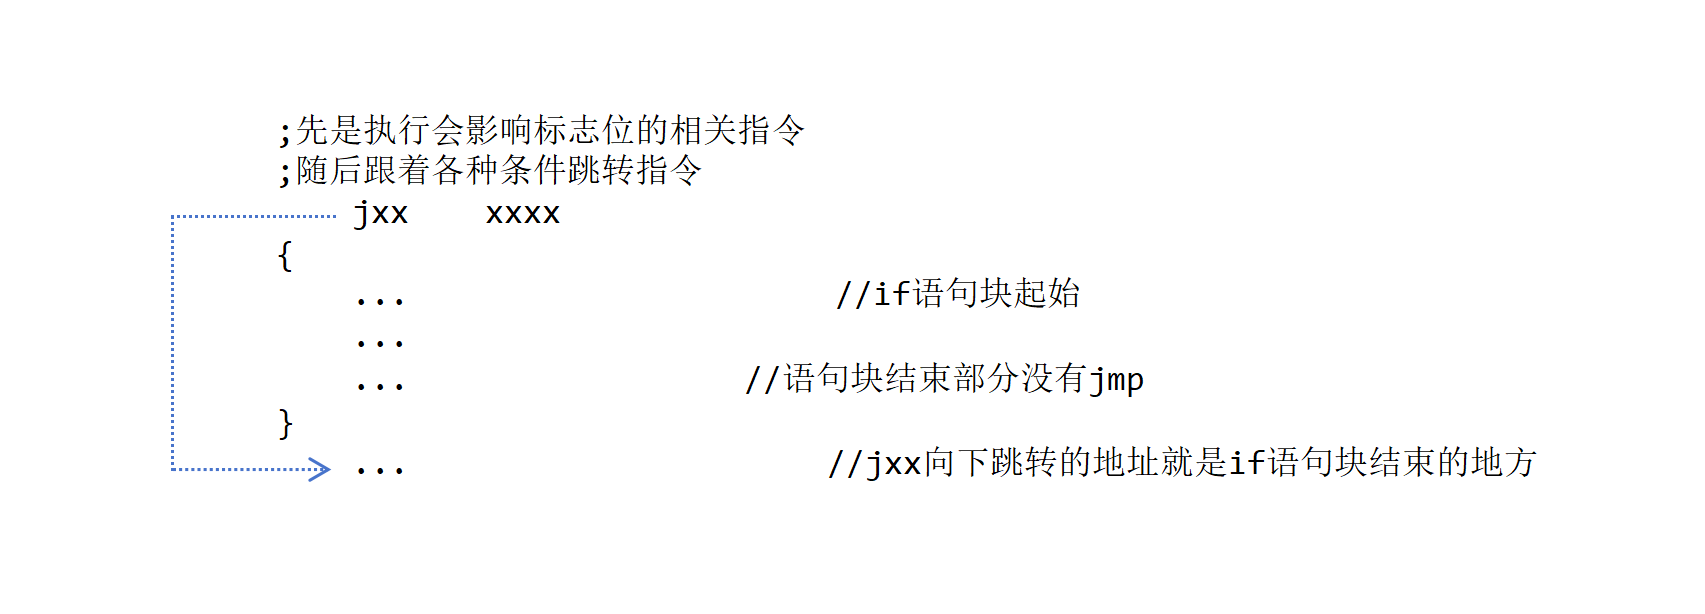 ;先是执行会影响标志位的相关指令
;随后跟着各种条件跳转指令
jxx xxxx
{
... //if语句块起始
...
... //语句块结束部分没有jmp
}
... //jxx向下跳转的地址就是if语句块结束的地方